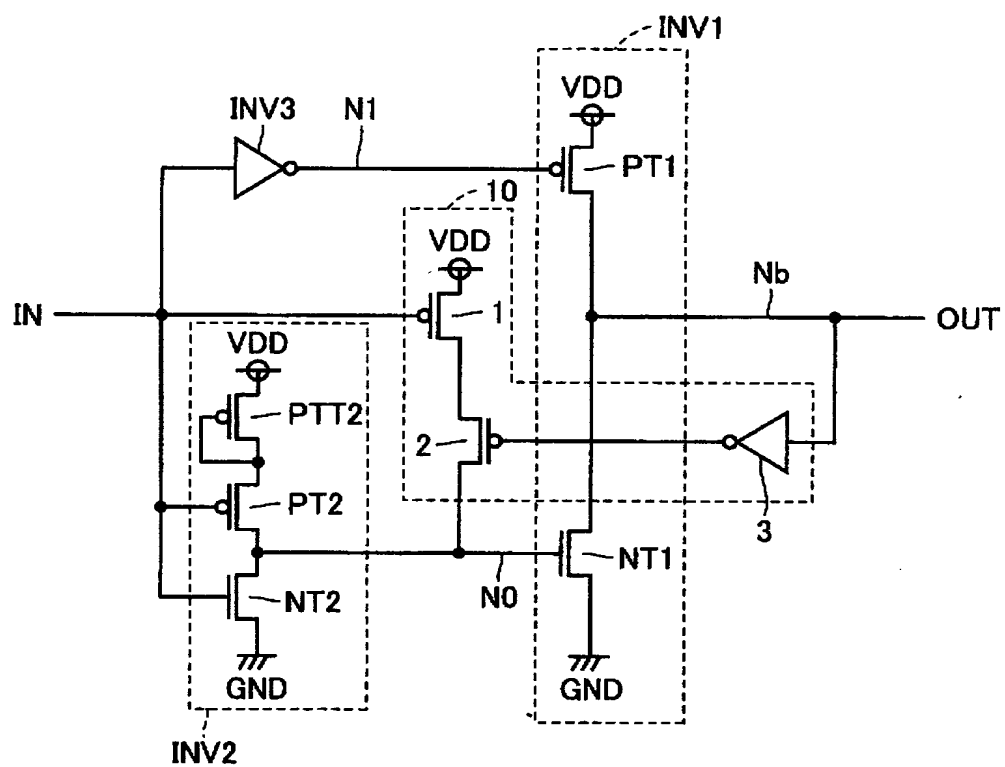 INV1
VDD
INV3
N1
PT1
10
VDD
Nb
IN
1
OUT
VDD
PTT2
2
PT2
3
NT1
N0
NT2
GND
GND
INV2